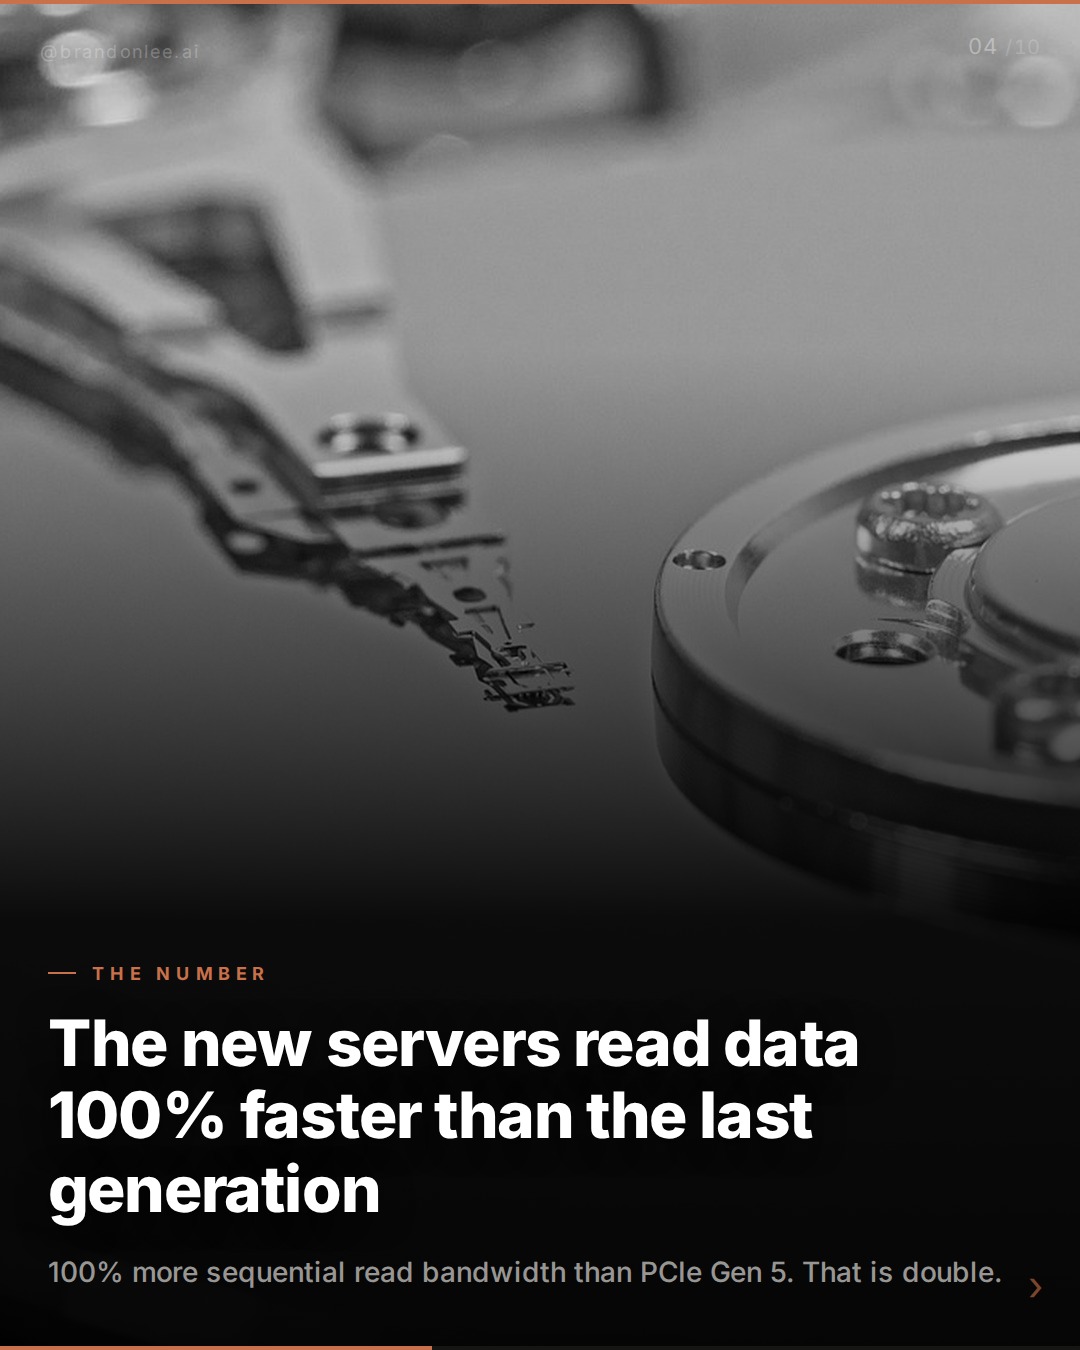 @brandonlee.ai
04 /10
THE NUMBER
The new servers read data
100% faster than the last
generation
100% more sequential read bandwidth than PCIe Gen 5. That is double.